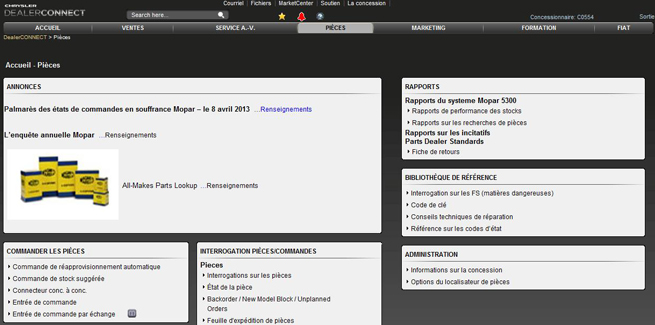 CHRYSLER
DEALERCONNECT
Courriel | Fichiers | MarketCenter | Soutien | La concession |
Search here...
Concessionnaire: C0554 Sortie
ACCUEIL | VENTES | SERVICE A.-V. PIÈCES MARKETING | FORMATION | FIAT
DealerCONNECT > Pièces
Accueil - Pièces
ANNONCES
Palmarès des états de commandes en souffrance Mopar – le 8 avril 2013 ...Renseignements
L'enquête annuelle Mopar ...Renseignements
All-Makes Parts Lookup ...Renseignements
COMMANDER LES PIÈCES
Commande de réapprovisionnement automatique
Commande de stock suggérée
Connecteur conc. à conc.
Entrée de commande
Entrée de commande par échange
INTERROGATION PIÈCES/COMMANDES
Pieces
Interrogations sur les pièces
État de la pièce
Backorder / New Model Block / Unplanned
Orders
Feuille d'expédition de pièces
RAPPORTS
Rapports du systeme Mopar 5300
Rapports de performance des stocks
Rapports sur les recherches de pièces
Rapports sur les incitatifs
Parts Dealer Standards
Fiche de retours
BIBLIOTHÈQUE DE RÉFÉRENCE
Interrogation sur les FS (matières dangereuses)
Code de clé
Conseils techniques de réparation
Référence sur les codes d'état
ADMINISTRATION
Informations sur la concession
Options du localisateur de pièces